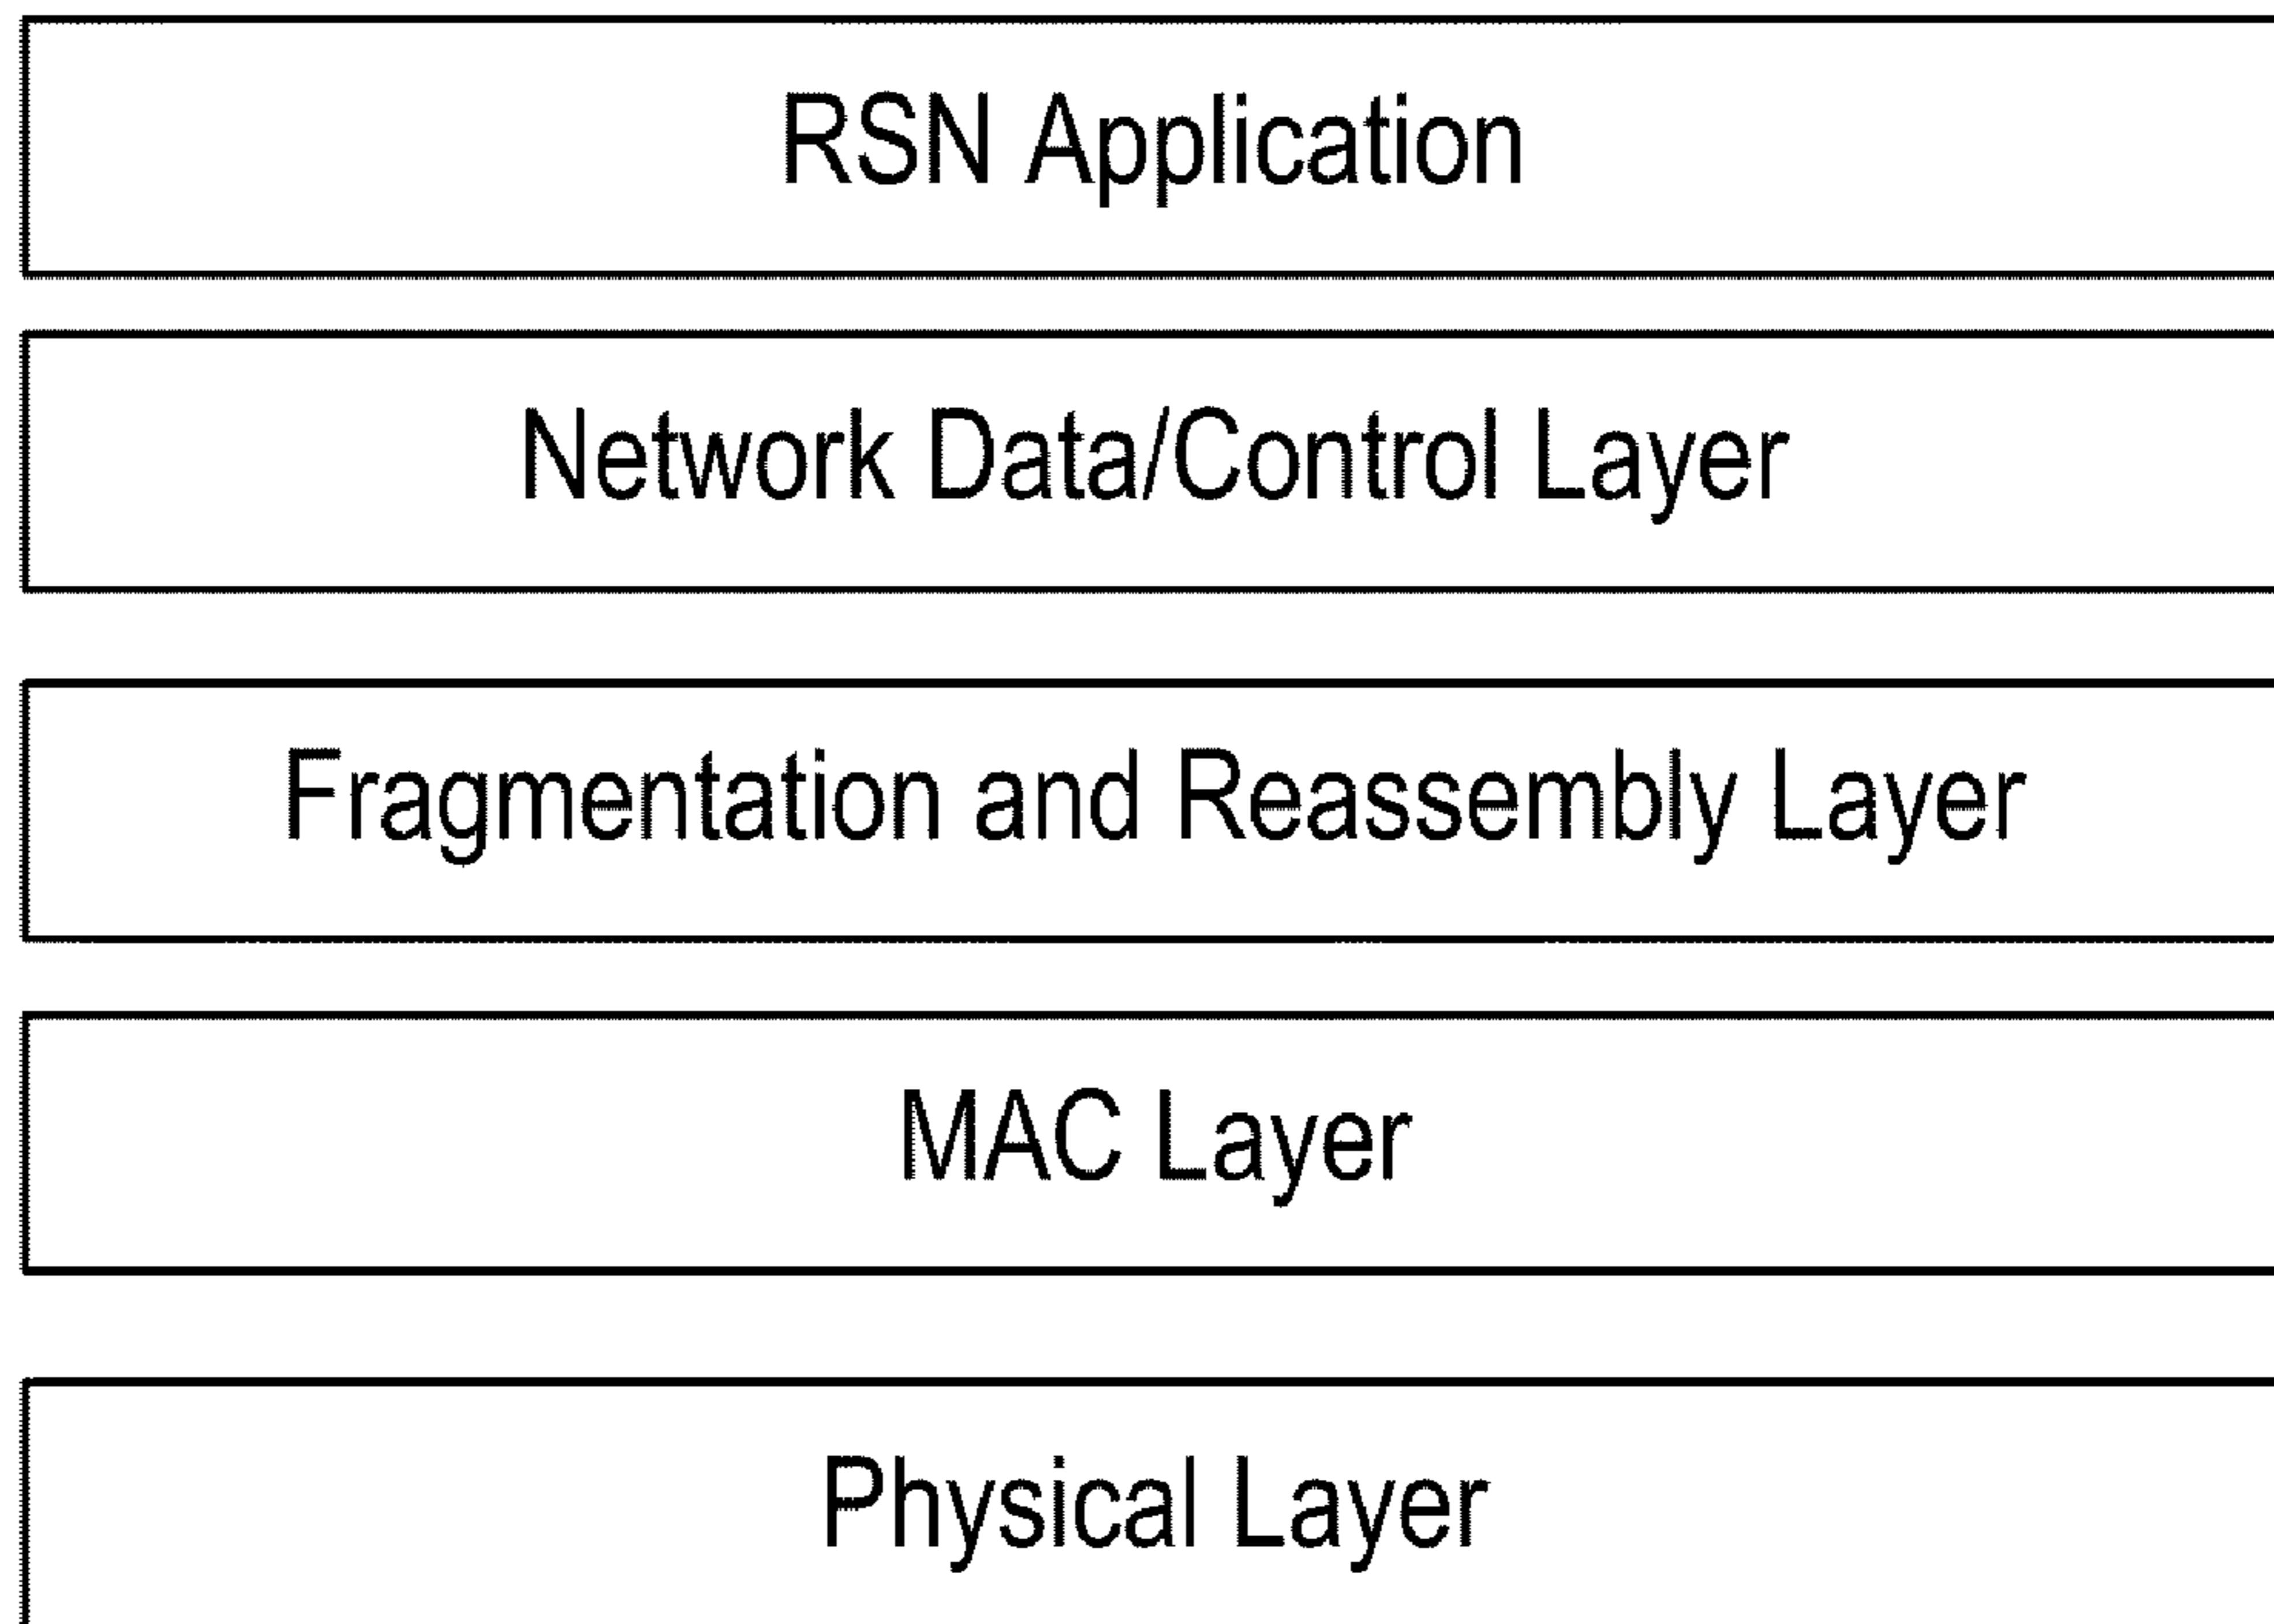 RSN Application
Network Data/Control Layer
Fragmentation and Reassembly Layer
MAC Layer
Physical Layer